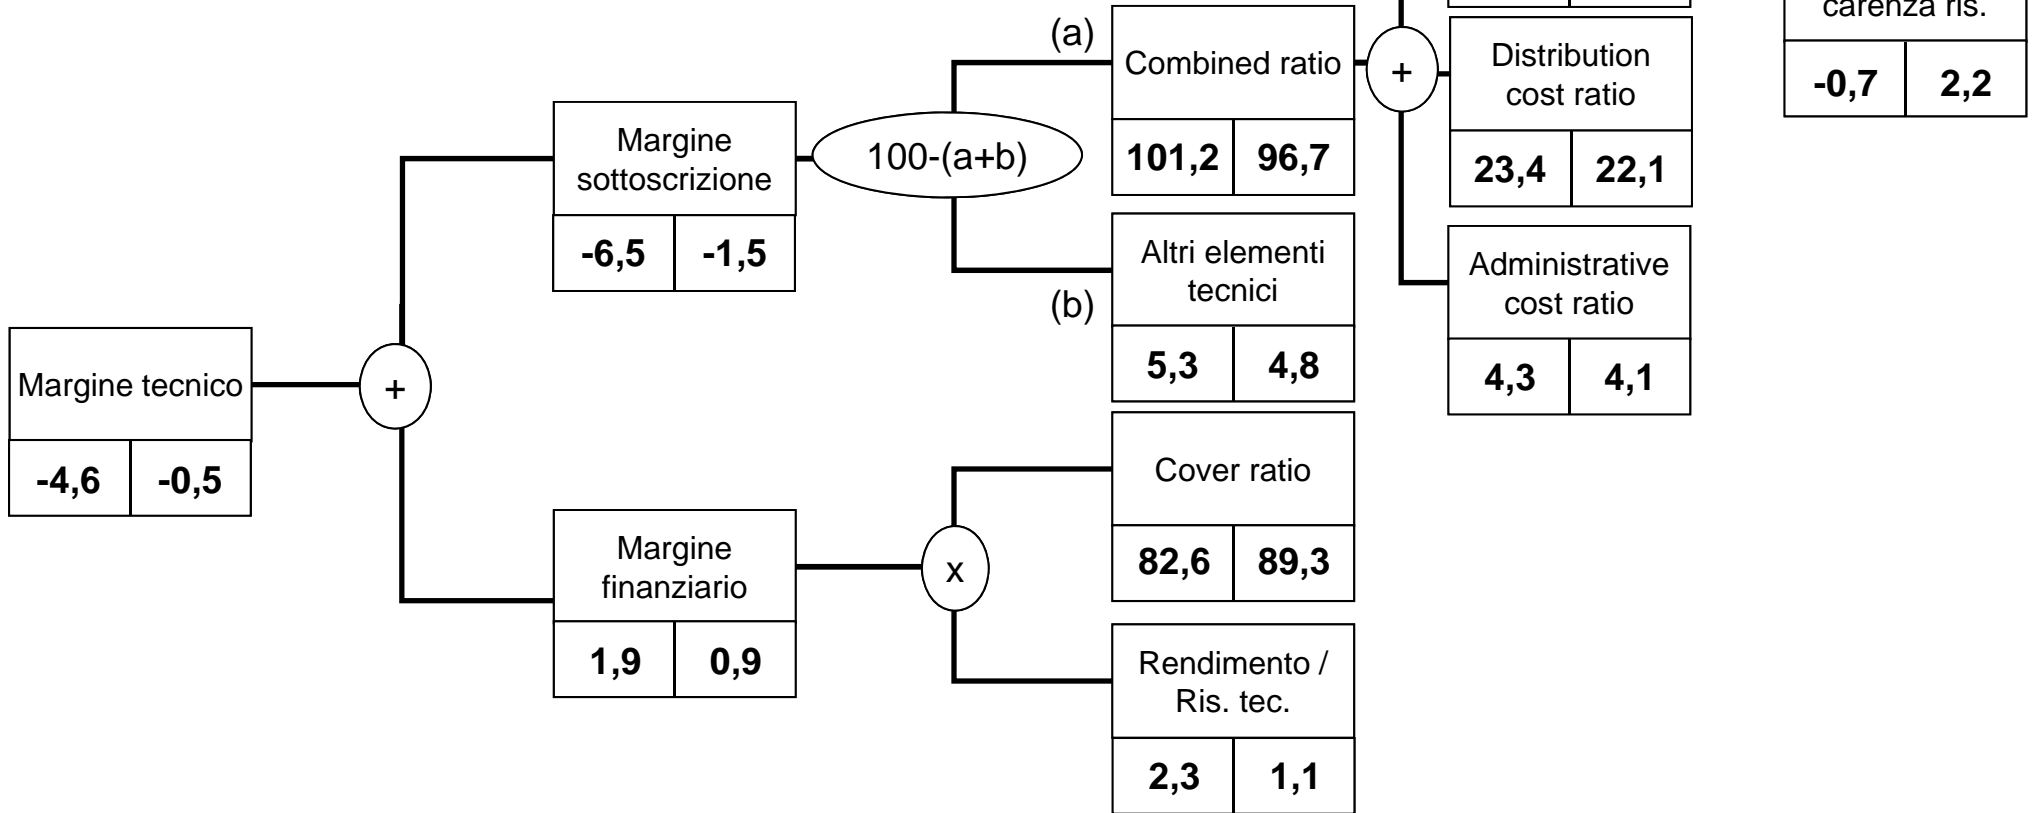 carenza ris.
-0,7 2,2
(a)
Combined ratio
101,2 96,7
+
Distribution
cost ratio
23,4 22,1
Margine
sottoscrizione
-6,5 -1,5
100-(a+b)
Altri elementi
tecnici
(b)
5,3 4,8
Administrative
cost ratio
4,3 4,1
Margine tecnico
-4,6 -0,5
+
Cover ratio
82,6 89,3
Margine
finanziario
1,9 0,9
x
Rendimento /
Ris. tec.
2,3 1,1